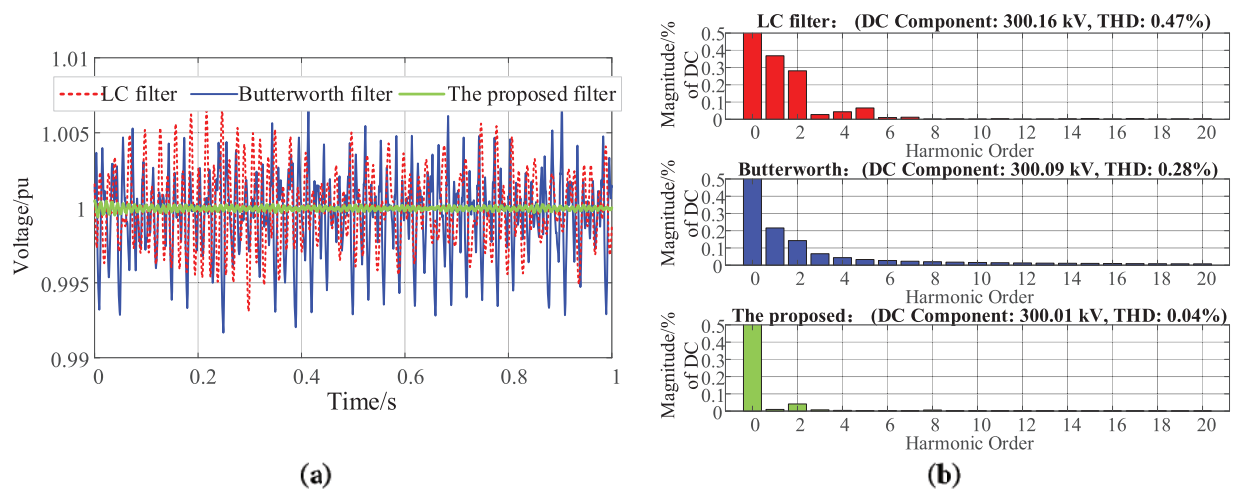 1.01
1.005
1
0.995
0.99
Voltage/pu
LC filter Butterworth filter The proposed filter
0 0.2 0.4 0.6 0.8 1
Time/s
(a)
(b)
LC filter: (DC Component: 300.16 kV, THD: 0.47%)
Magnitude/%
of DC
0.5
0.4
0.3
0.2
0.1
0
0 2 4 6 8 10 12 14 16 18 20
Harmonic Order
Butterworth: (DC Component: 300.09 kV, THD: 0.28%)
Magnitude/%
of DC
0.5
0.4
0.3
0.2
0.1
0
0 2 4 6 8 10 12 14 16 18 20
Harmonic Order
The proposed: (DC Component: 300.01 kV, THD: 0.04%)
Magnitude/%
of DC
0.5
0.4
0.3
0.2
0.1
0
0 2 4 6 8 10 12 14 16 18 20
Harmonic Order